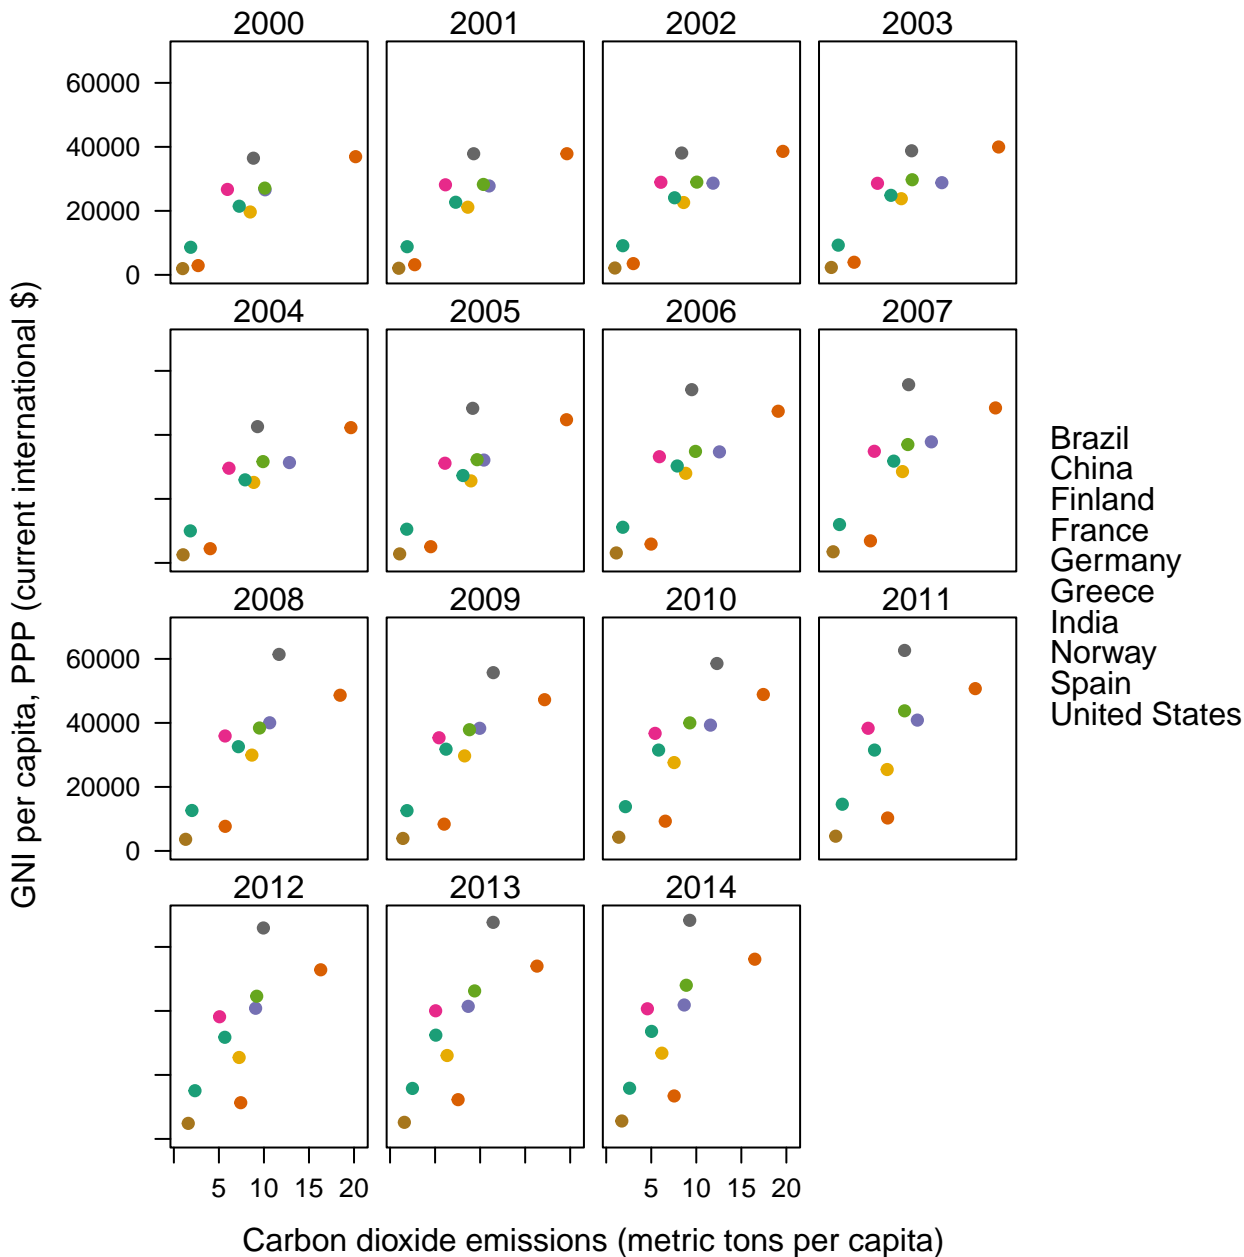 2000 2001 2002 2003
60000
40000
20000
0
2004 2005 2006 2007
2008 2009 2010 2011
60000
40000
20000
0
2012 2013 2014
5 10 15 20 5 10 15 20
Carbon dioxide emissions (metric tons per capita)
GNI per capita, PPP (current international $)
Brazil
China
Finland
France
Germany
Greece
India
Norway
Spain
United States